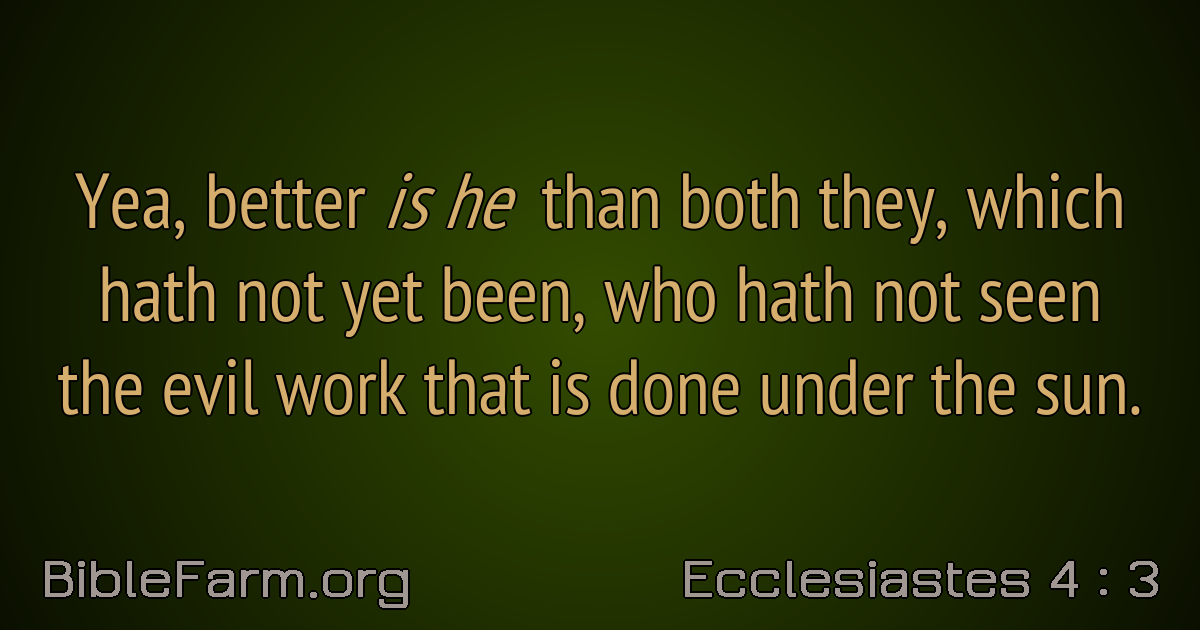 Yea, better is he than both they, which
hath not yet been, who hath not seen
the evil work that is done under the sun.
BibleFarm.org
Ecclesiastes 4 : 3